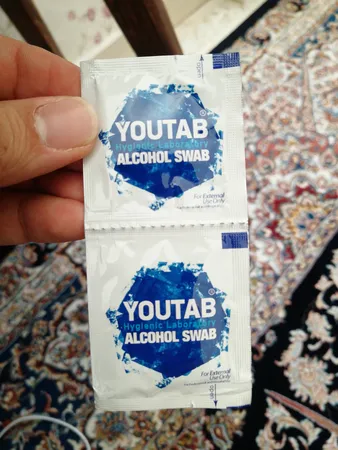 YOUTAB®
Hygienic Laboratory
ALCOHOL SWAB
For External
Use Only
YOUTAB®
Hygienic Laboratory
ALCOHOL SWAB
For External
Use Only